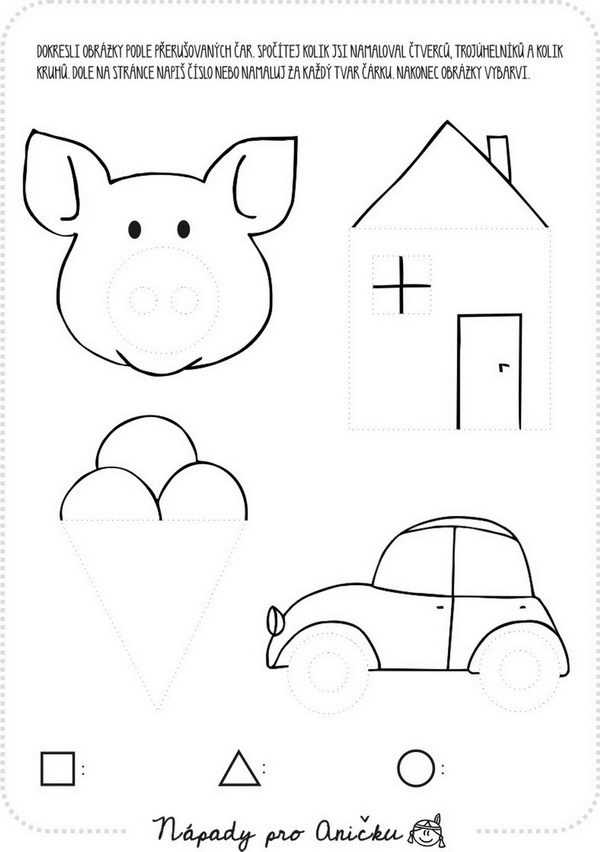 DOKRESLI OBRÁZKY PODLE PŘERUŠOVANÝCH ČAR. SPOČÍTEJ KOLIK JSI NAMALOVAL ČTVERCŮ, TROJÚHELNÍKŮ A KOLIK
KRUHŮ. DOLE NA STRÁNCE NAPIŠ ČÍSLO NEBO NAMALUJ ZA KAŽDÝ TVAR ČÁRKU. NAKONEC OBRÁZKY VYBARVI.
: : :
Nápady pro Aničku